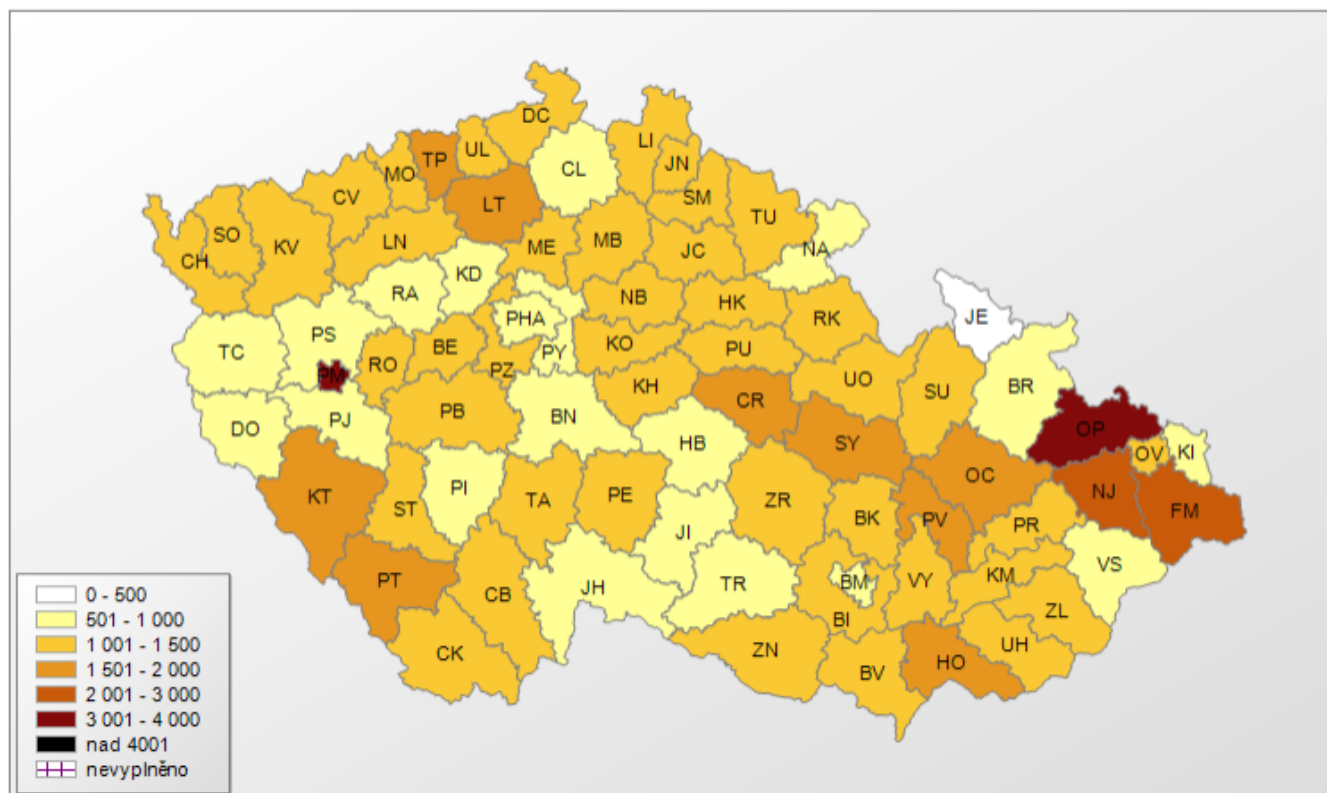 DC
LI
UL
TP
JN
MO
CL
CV
SM
LT
TU
SO
LN
ME
MB
JC
NA
CH
KV
KD
RA
NB
HK
JE
PHA
RK
PS
TC
BE
KO
PU
PY
RO
PZ
PM
UO
KH
BR
SU
CR
PB
BN
DO
PJ
OP
HB
SY
OV
KI
OC
PI
NJ
KT
PE
ZR
TA
ST
FM
BK
PV
PR
JI
VS
PT
KM
BM
TR
VY
JH
CB
ZL
BI
UH
CK
ZN
HO
BV
0 - 500
501 - 1 000
1 001 - 1 500
1 501 - 2 000
2 001 - 3 000
3 001 - 4 000
nad 4001
nevyplněno